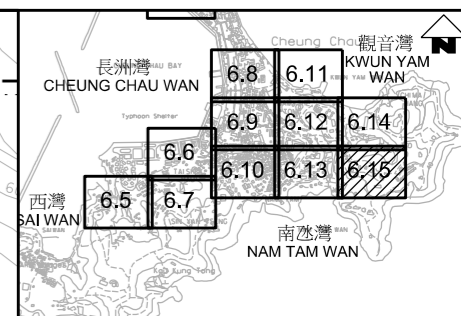 Cheung Chau
觀音灣
KWUN YAM
WAN
N
長洲灣
CHEUNG CHAU WAN
Typhoon Shelter
6.8
6.11
6.9
6.12
6.14
6.6
6.10
6.13
6.15
6.5
6.7
西灣
SAI WAN
南氹灣
NAM TAM WAN